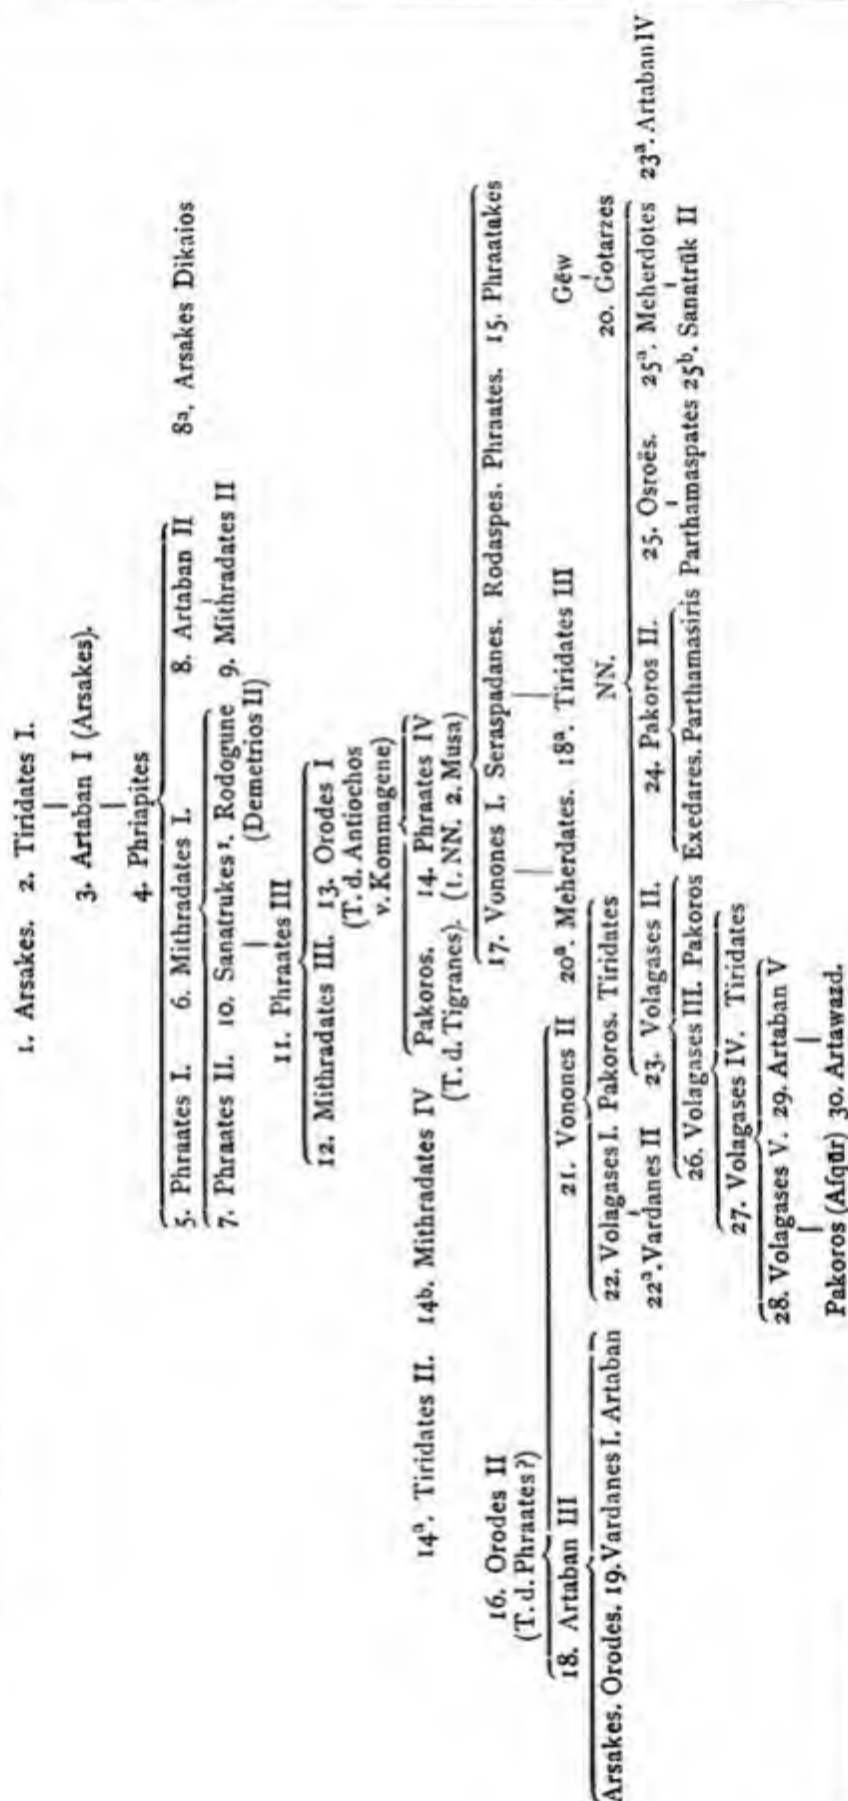 1. Arsakes. 2. Tiridates I.
3. Artaban I (Arsakes).
4. Phriapites
5. Phraates I. 6. Mithradates I. 8. Artaban II 8ᵃ. Arsakes Dikaios
7. Phraates II. 10. Sanatrukes ¹. Rodogune 9. Mithradates II
(Demetrios II)
11. Phraates III
12. Mithradates III. 13. Orodes I
(T. d. Antiochos
v. Kommagene)
14ᵃ. Tiridates II. 14b. Mithradates IV Pakoros. 14. Phraates IV
(T. d. Tigranes). (1. NN. 2. Musa)
16. Orodes II 17. Vonones I. Seraspadanes. Rodaspes. Phraates. 15. Phraatakes
(T. d. Phraates?)
18. Artaban III 21. Vonones II 20ᵃ. Meherdates. 18ᵃ. Tiridates III Gēw
Arsakes. Orodes. 19. Vardanes I. Artaban 22. Volagases I. Pakoros. Tiridates NN. 20. Gotarzes
22ᵃ. Vardanes II 23. Volagases II. 24. Pakoros II. 25. Osroës. 25ᵃ. Meherdotes 23ᵃ. Artaban IV
26. Volagases III. Pakoros Exedares. Parthamasiris Parthamaspates 25ᵇ. Sanatrūk II
27. Volagases IV. Tiridates
28. Volagases V. 29. Artaban V
Pakoros (Afqūr) 30. Artawazd.